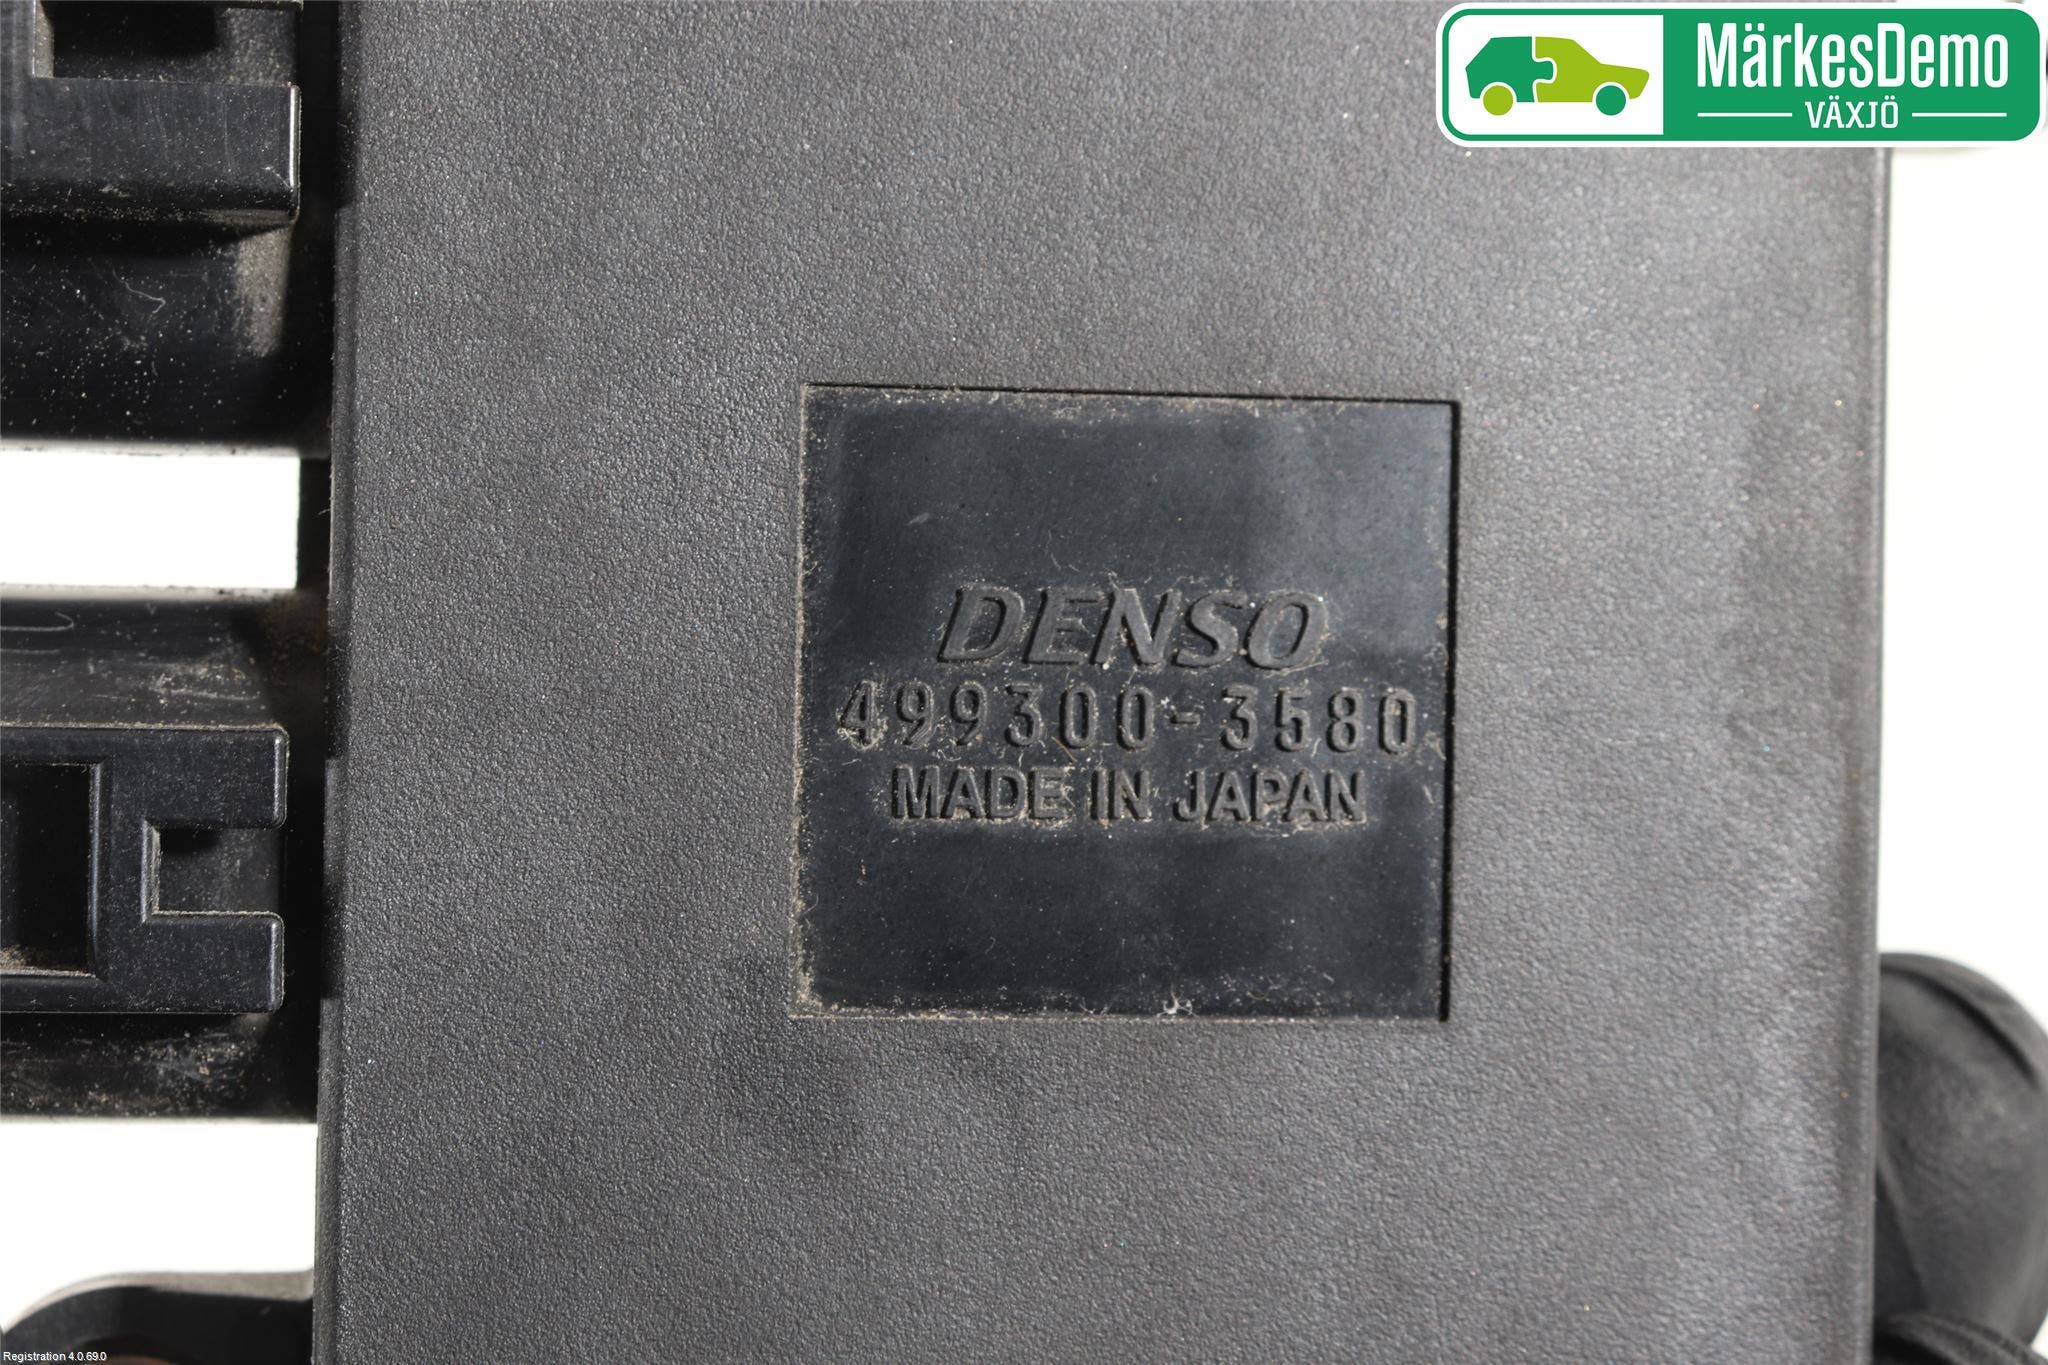 MärkesDemo
VÄXJÖ
DENSO
499300-3580
MADE IN JAPAN
Registration 4.0.69.0